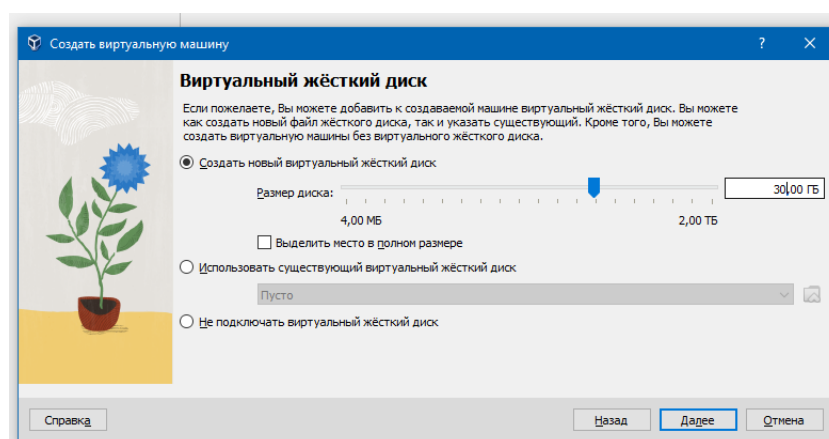 Создать виртуальную машину
?
Виртуальный жёсткий диск
Если пожелаете, Вы можете добавить к создаваемой машине виртуальный жёсткий диск. Вы можете
как создать новый файл жёсткого диска, так и указать существующий. Кроме того, Вы можете
создать виртуальную машины без виртуального жёсткого диска.
Создать новый виртуальный жёсткий диск
Размер диска: 30,00 ГБ
4,00 МБ 2,00 ТБ
Выделить место в полном размере
Использовать существующий виртуальный жёсткий диск
Пусто
Не подключать виртуальный жёсткий диск
Справка Назад Далее Отмена